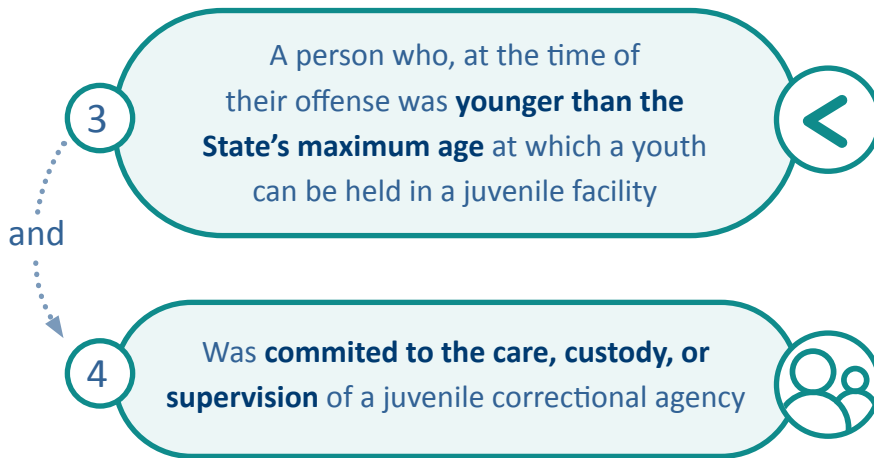 3
A person who, at the time of
their offense was younger than the
State’s maximum age at which a youth
can be held in a juvenile facility
and
4
Was commited to the care, custody, or
supervision of a juvenile correctional agency